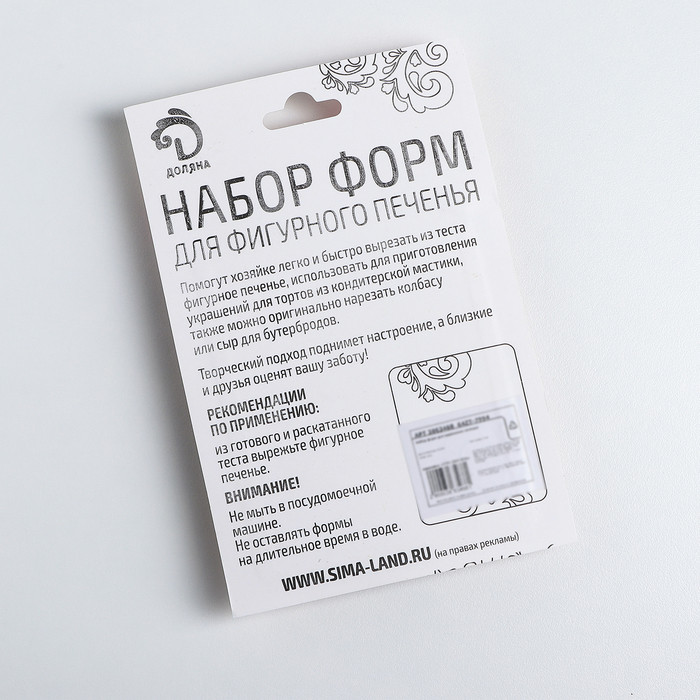 ДОЛЯНА
НАБОР ФОРМ
ДЛЯ ФИГУРНОГО ПЕЧЕНЬЯ
Помогут хозяйке легко и быстро вырезать из теста
фигурное печенье, использовать для приготовления
украшений для тортов из кондитерской мастики,
также можно оригинально нарезать колбасу
или сыр для бутербродов.
Творческий подход поднимет настроение, а близкие
и друзья оценят вашу заботу!
РЕКОМЕНДАЦИИ
ПО ПРИМЕНЕНИЮ:
из готового и раскатанного
теста вырежьте фигурное
печенье.
ВНИМАНИЕ!
Не мыть в посудомоечной
машине.
Не оставлять формы
на длительное время в воде.
WWW.SIMA-LAND.RU (на правах рекламы)